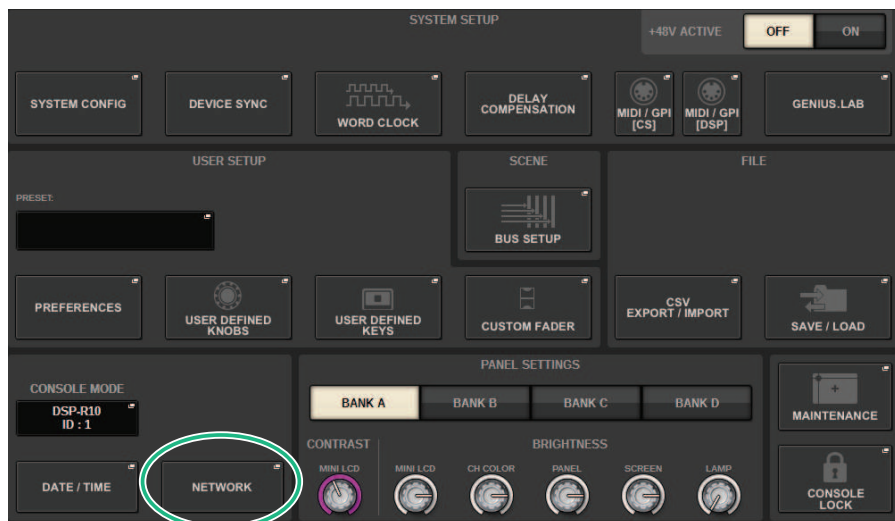 SYSTEM SETUP
+48V ACTIVE
OFF
ON
SYSTEM CONFIG
DEVICE SYNC
WORD CLOCK
DELAY
COMPENSATION
MIDI / GPI
[CS]
MIDI / GPI
[DSP]
GENIUS.LAB
USER SETUP
PRESET:
SCENE
BUS SETUP
FILE
PREFERENCES
USER DEFINED
KNOBS
USER DEFINED
KEYS
CUSTOM FADER
CSV
EXPORT / IMPORT
SAVE / LOAD
CONSOLE MODE
DSP-R10
ID : 1
DATE / TIME
NETWORK
PANEL SETTINGS
BANK A
BANK B
BANK C
BANK D
CONTRAST
MINI LCD
BRIGHTNESS
MINI LCD
CH COLOR
PANEL
SCREEN
LAMP
MAINTENANCE
CONSOLE
LOCK